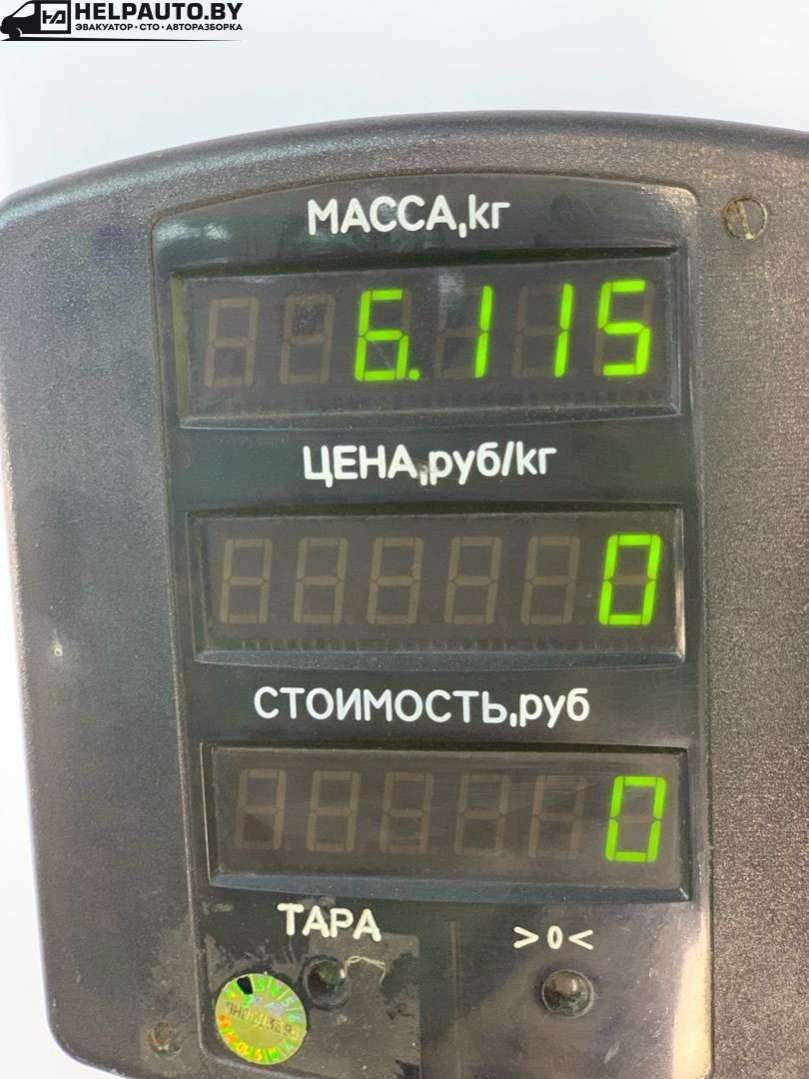 HELPAUTO.BY
ЭВАКУАТОР · СТО · АВТОРАЗБОРКА
МАССА,кг
6.115
ЦЕНА,руб/кг
0
СТОИМОСТЬ,руб
0
ТАРА >0<